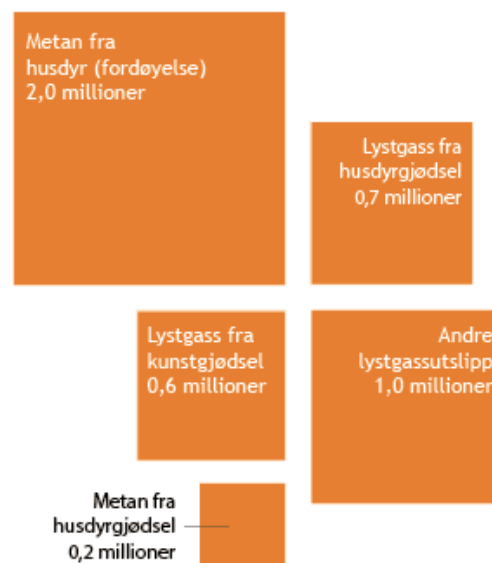 Metan fra
husdyr (fordøyelse)
2,0 millioner
Lystgass fra
husdyrgjødsel
0,7 millioner
Lystgass fra
kunstgjødsel
0,6 millioner
Andre
lystgassutslipp
1,0 millioner
Metan fra
husdyrgjødsel
0,2 millioner